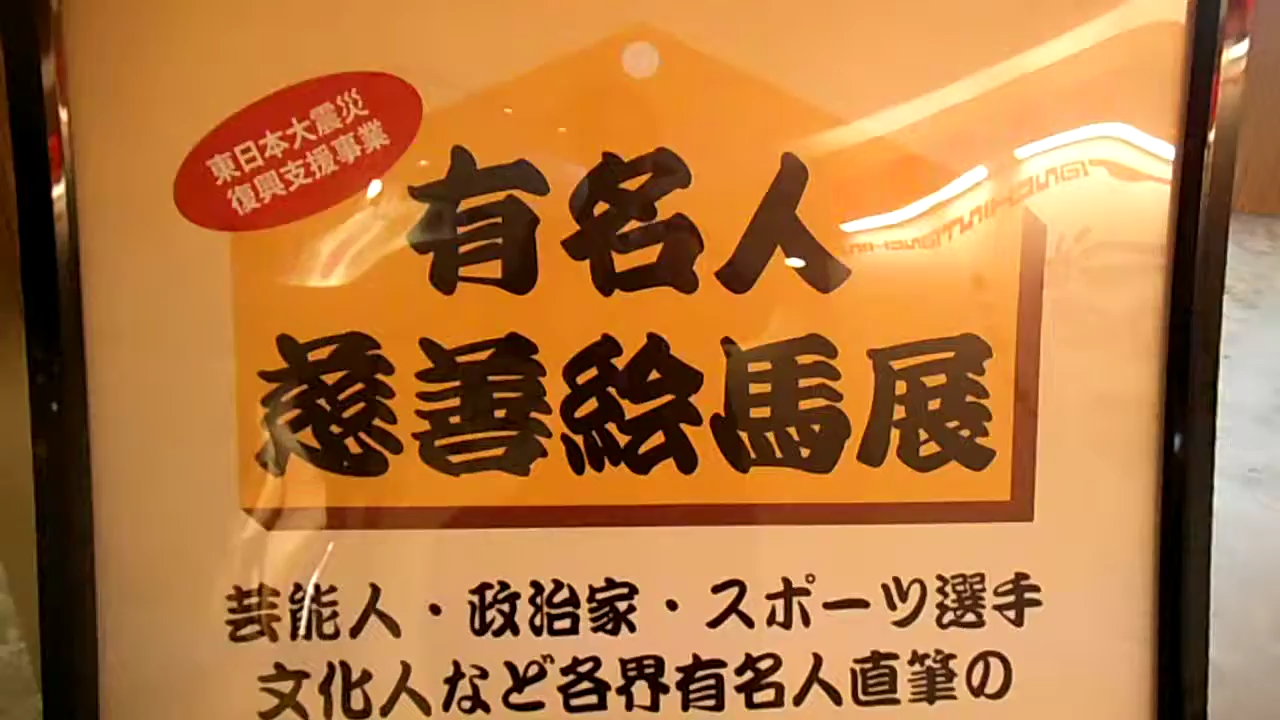 東日本大震災
復興支援事業
有名人
慈善絵馬展
芸能人・政治家・スポーツ選手
文化人など各界有名人直筆の